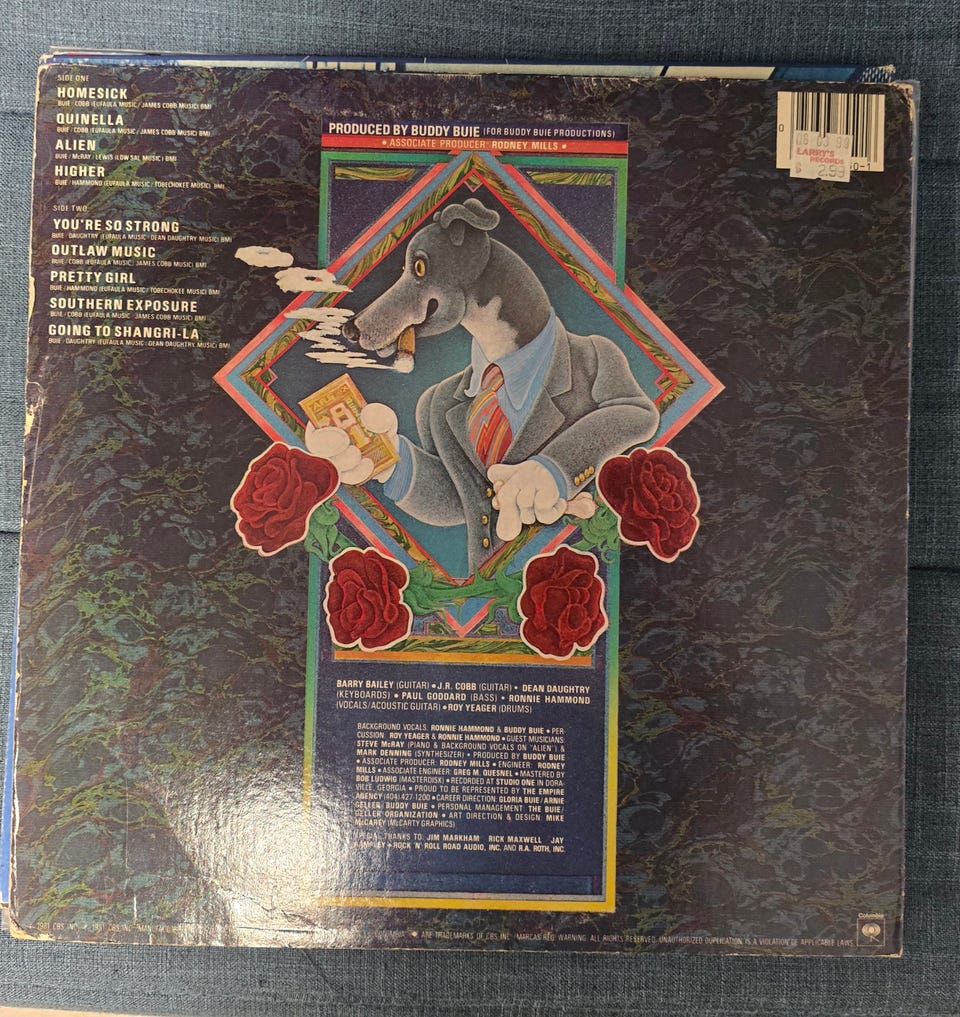 SIDE ONE
HOMESICK
BUIE / COBB (EUFAULA MUSIC / JAMES COBB MUSIC) BMI
QUINELLA
BUIE / COBB (EUFAULA MUSIC / JAMES COBB MUSIC) BMI
ALIEN
BUIE / McRAY / LEWIS (LOW SAL MUSIC) BMI
HIGHER
BUIE / HAMMOND (EUFAULA MUSIC / TOBECHOKEE MUSIC) BMI
SIDE TWO
YOU'RE SO STRONG
BUIE / DAUGHTRY (EUFAULA MUSIC / DEAN DAUGHTRY MUSIC) BMI
OUTLAW MUSIC
BUIE / COBB (EUFAULA MUSIC / JAMES COBB MUSIC) BMI
PRETTY GIRL
BUIE / HAMMOND (EUFAULA MUSIC / TOBECHOKEE MUSIC) BMI
SOUTHERN EXPOSURE
BUIE / COBB (EUFAULA MUSIC / JAMES COBB MUSIC) BMI
GOING TO SHANGRI-LA
BUIE / DAUGHTRY (EUFAULA MUSIC / DEAN DAUGHTRY MUSIC) BMI
PRODUCED BY BUDDY BUIE (FOR BUDDY BUIE PRODUCTIONS)
• ASSOCIATE PRODUCER: RODNEY MILLS •
0
LARRY'S
RECORDS
$ 2.99
BARRY BAILEY (GUITAR) • J.R. COBB (GUITAR) • DEAN DAUGHTRY
(KEYBOARDS) • PAUL GODDARD (BASS) • RONNIE HAMMOND
(VOCALS/ACOUSTIC GUITAR) • ROY YEAGER (DRUMS)
BACKGROUND VOCALS: RONNIE HAMMOND & BUDDY BUIE • PER-
CUSSION: ROY YEAGER & RONNIE HAMMOND • GUEST MUSICIANS:
STEVE McRAY (PIANO & BACKGROUND VOCALS ON "ALIEN") &
MARK DENNING (SYNTHESIZER) • PRODUCED BY BUDDY BUIE
• ASSOCIATE PRODUCER: RODNEY MILLS • ENGINEER: RODNEY
MILLS • ASSOCIATE ENGINEER: GREG M. QUESNEL • MASTERED BY
BOB LUDWIG (MASTERDISK) • RECORDED AT STUDIO ONE IN DORA-
VILLE, GEORGIA • PROUD TO BE REPRESENTED BY THE EMPIRE
AGENCY (404) 427-1200 • CAREER DIRECTION: GLORIA BUIE/ARNIE
GELLER/BUDDY BUIE • PERSONAL MANAGEMENT: THE BUIE/
GELLER ORGANIZATION • ART DIRECTION & DESIGN: MIKE
McCARTY (McCARTY GRAPHICS)
SPECIAL THANKS TO: JIM MARKHAM RICK MAXWELL JAY
• ROCK 'N' ROLL ROAD AUDIO, INC. AND R.A. ROTH, INC.
1981 CBS INC. 1981 CBS INC.
ARE TRADEMARKS OF CBS INC. MARCAS REG. WARNING: ALL RIGHTS RESERVED. UNAUTHORIZED DUPLICATION IS A VIOLATION OF APPLICABLE LAWS.
Columbia